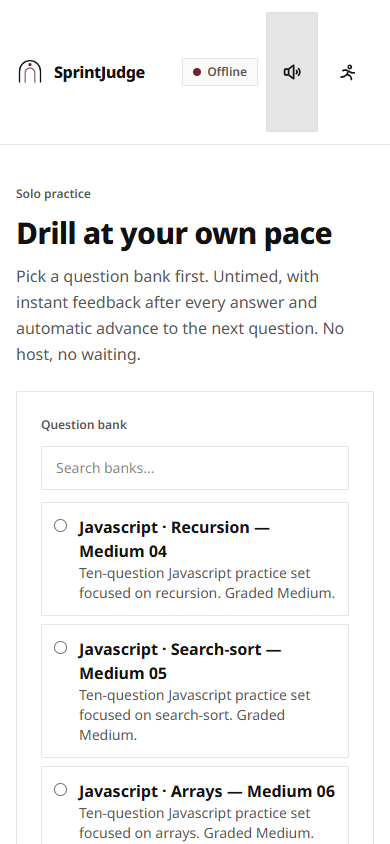 SprintJudge
Offline
Solo practice
Drill at your own pace
Pick a question bank first. Untimed, with
instant feedback after every answer and
automatic advance to the next question. No
host, no waiting.
Question bank
Search banks...
Javascript · Recursion —
Medium 04
Ten-question Javascript practice set
focused on recursion. Graded Medium.
Javascript · Search-sort —
Medium 05
Ten-question Javascript practice set
focused on search-sort. Graded
Medium.
Javascript · Arrays — Medium 06
Ten-question Javascript practice set
focused on arrays. Graded Medium.